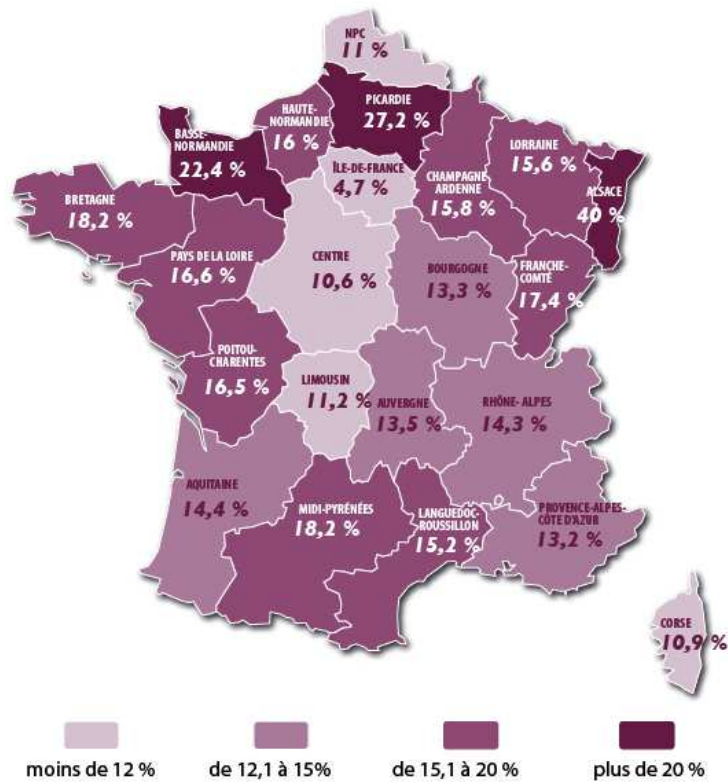 NPC
11 %
PICARDIE
27,2 %
HAUTE-
NORMANDIE
16 %
BASSE-
NORMANDIE
22,4 %
ÎLE-DE-FRANCE
4,7 %
CHAMPAGNE
ARDENNE
15,8 %
LORRAINE
15,6 %
ALSACE
40 %
BRETAGNE
18,2 %
PAYS DE LA LOIRE
16,6 %
CENTRE
10,6 %
BOURGOGNE
13,3 %
FRANCHE-
COMTÉ
17,4 %
POITOU-
CHARENTES
16,5 %
LIMOUSIN
11,2 %
AUVERGNE
13,5 %
RHÔNE- ALPES
14,3 %
AQUITAINE
14,4 %
MIDI-PYRÉNÉES
18,2 %
LANGUEDOC-
ROUSSILLON
15,2 %
PROVENCE-ALPES-
CÔTE D'AZUR
13,2 %
CORSE
10,9 %
moins de 12 %
de 12,1 à 15%
de 15,1 à 20 %
plus de 20 %